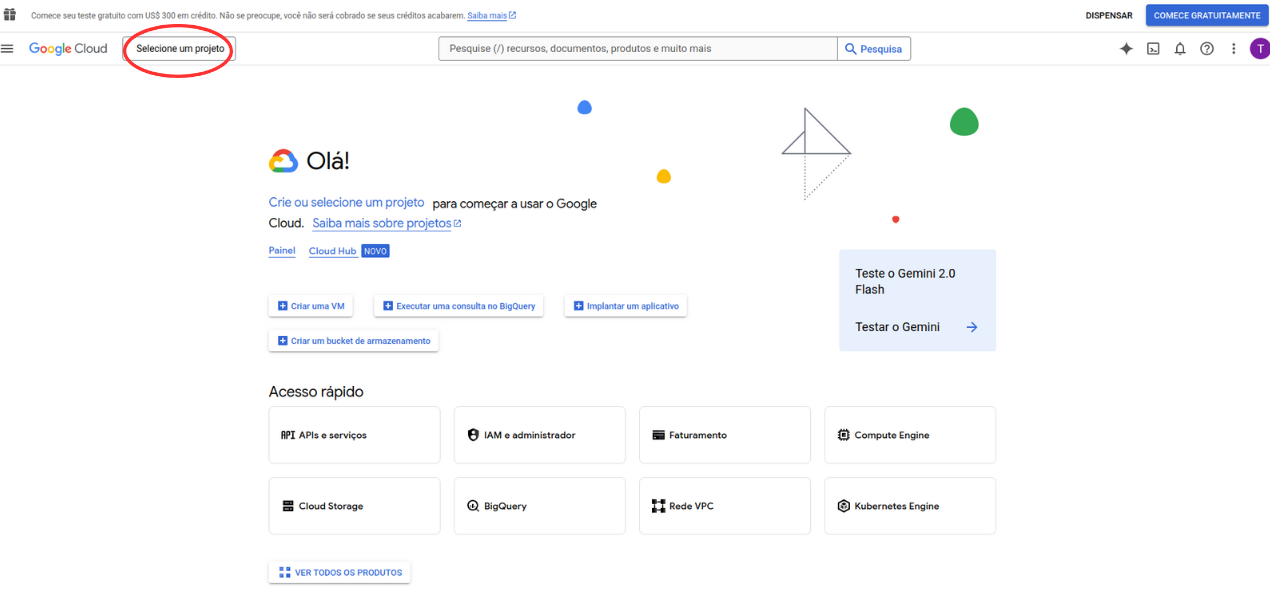 Comece seu teste gratuito com US$ 300 em crédito. Não se preocupe, você não será cobrado se seus créditos acabarem. Saiba mais
DISPENSAR
COMECE GRATUITAMENTE
Google Cloud
Selecione um projeto
Pesquise (/) recursos, documentos, produtos e muito mais
Pesquisa
T
Olá!
Crie ou selecione um projeto para começar a usar o Google
Cloud. Saiba mais sobre projetos
Painel
Cloud Hub NOVO
Teste o Gemini 2.0
Flash
Testar o Gemini
Criar uma VM
Executar uma consulta no BigQuery
Implantar um aplicativo
Criar um bucket de armazenamento
Acesso rápido
API APIs e serviços
IAM e administrador
Faturamento
Compute Engine
Cloud Storage
BigQuery
Rede VPC
Kubernetes Engine
VER TODOS OS PRODUTOS